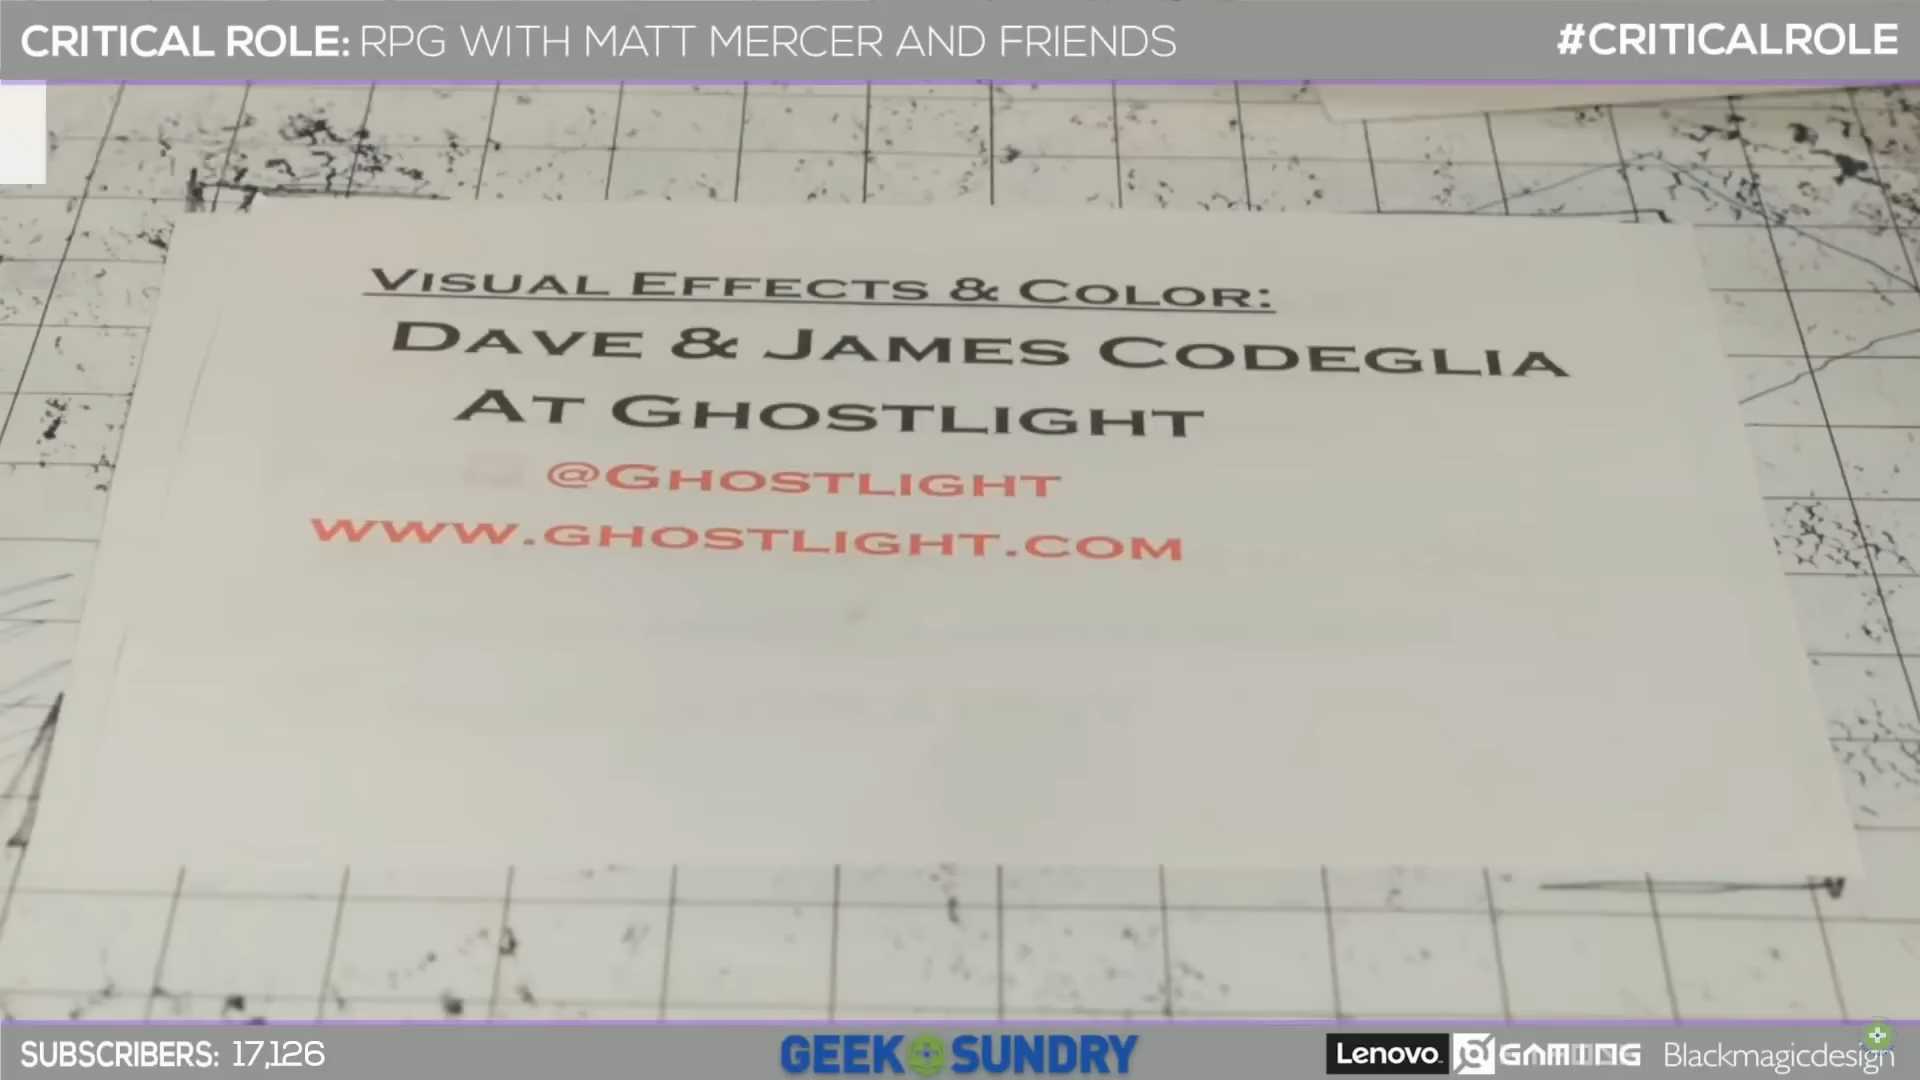 CRITICAL ROLE: RPG WITH MATT MERCER AND FRIENDS
#CRITICALROLE
VISUAL EFFECTS & COLOR:
DAVE & JAMES CODEGLIA
AT GHOSTLIGHT
@GHOSTLIGHT
WWW.GHOSTLIGHT.COM
SUBSCRIBERS: 17,126
GEEK SUNDRY
Lenovo
GAMING
Blackmagicdesign